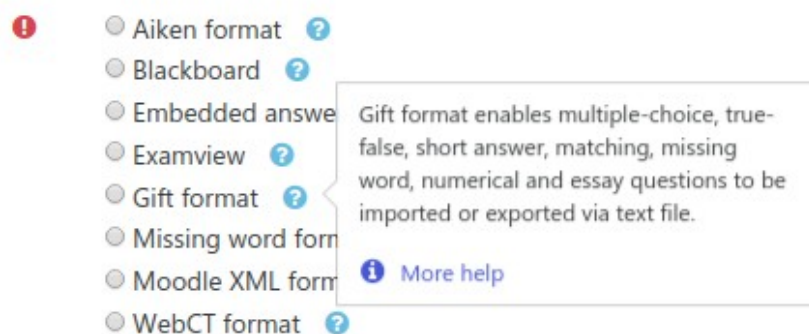 Aiken format
Blackboard
Embedded answe
Examview
Gift format
Missing word forn
Moodle XML form
WebCT format
Gift format enables multiple-choice, true-
false, short answer, matching, missing
word, numerical and essay questions to be
imported or exported via text file.
More help